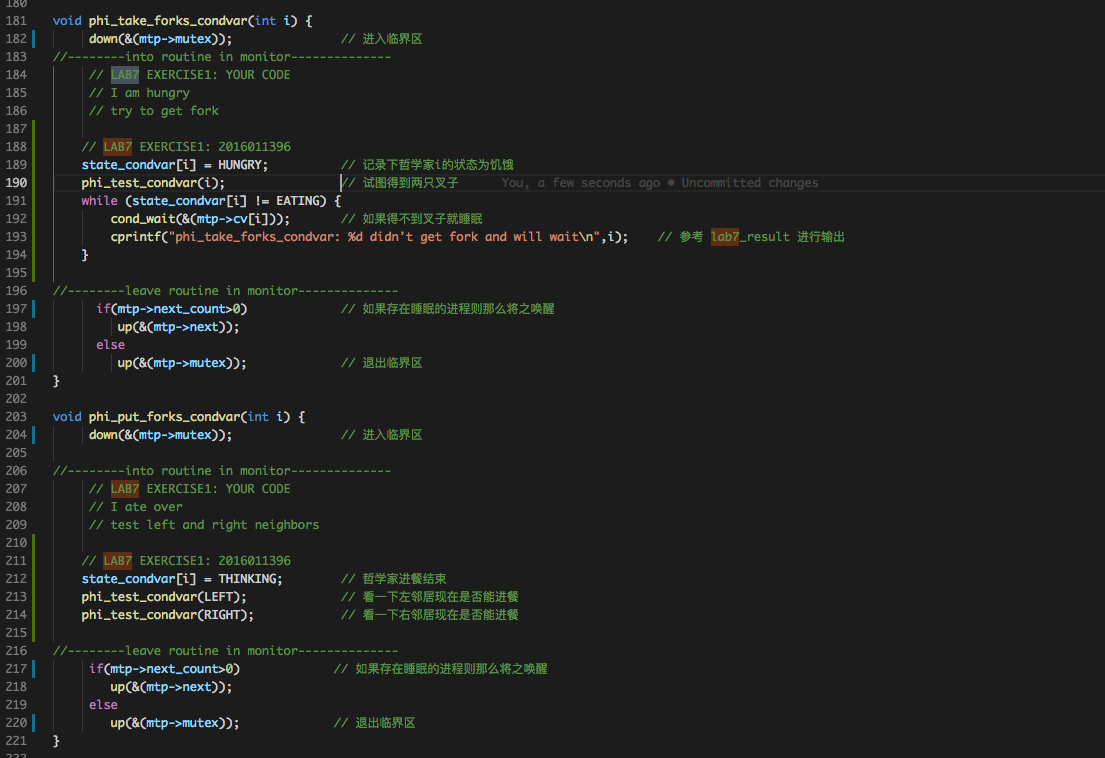 180
181 void phi_take_forks_condvar(int i) {
182 down(&(mtp->mutex)); // 进入临界区
183 //--------into routine in monitor--------------
184 // LAB7 EXERCISE1: YOUR CODE
185 // I am hungry
186 // try to get fork
187
188 // LAB7 EXERCISE1: 2016011396
189 state_condvar[i] = HUNGRY; // 记录下哲学家i的状态为饥饿
190 phi_test_condvar(i); // 试图得到两只叉子 You, a few seconds ago • Uncommitted changes
191 while (state_condvar[i] != EATING) {
192 cond_wait(&(mtp->cv[i])); // 如果得不到叉子就睡眠
193 cprintf("phi_take_forks_condvar: %d didn't get fork and will wait\n",i); // 参考 lab7_result 进行输出
194 }
195
196 //--------leave routine in monitor--------------
197 if(mtp->next_count>0) // 如果存在睡眠的进程则那么将之唤醒
198 up(&(mtp->next));
199 else
200 up(&(mtp->mutex)); // 退出临界区
201 }
202
203 void phi_put_forks_condvar(int i) {
204 down(&(mtp->mutex)); // 进入临界区
205
206 //--------into routine in monitor--------------
207 // LAB7 EXERCISE1: YOUR CODE
208 // I ate over
209 // test left and right neighbors
210
211 // LAB7 EXERCISE1: 2016011396
212 state_condvar[i] = THINKING; // 哲学家进餐结束
213 phi_test_condvar(LEFT); // 看一下左邻居现在是否能进餐
214 phi_test_condvar(RIGHT); // 看一下右邻居现在是否能进餐
215
216 //--------leave routine in monitor--------------
217 if(mtp->next_count>0) // 如果存在睡眠的进程则那么将之唤醒
218 up(&(mtp->next));
219 else
220 up(&(mtp->mutex)); // 退出临界区
221 }
222